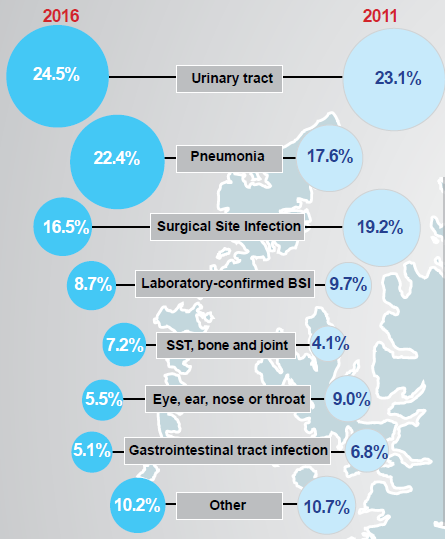 2016 2011
24.5% Urinary tract 23.1%
22.4% Pneumonia 17.6%
16.5% Surgical Site Infection 19.2%
8.7% Laboratory-confirmed BSI 9.7%
7.2% SST, bone and joint 4.1%
5.5% Eye, ear, nose or throat 9.0%
5.1% Gastrointestinal tract infection 6.8%
10.2% Other 10.7%